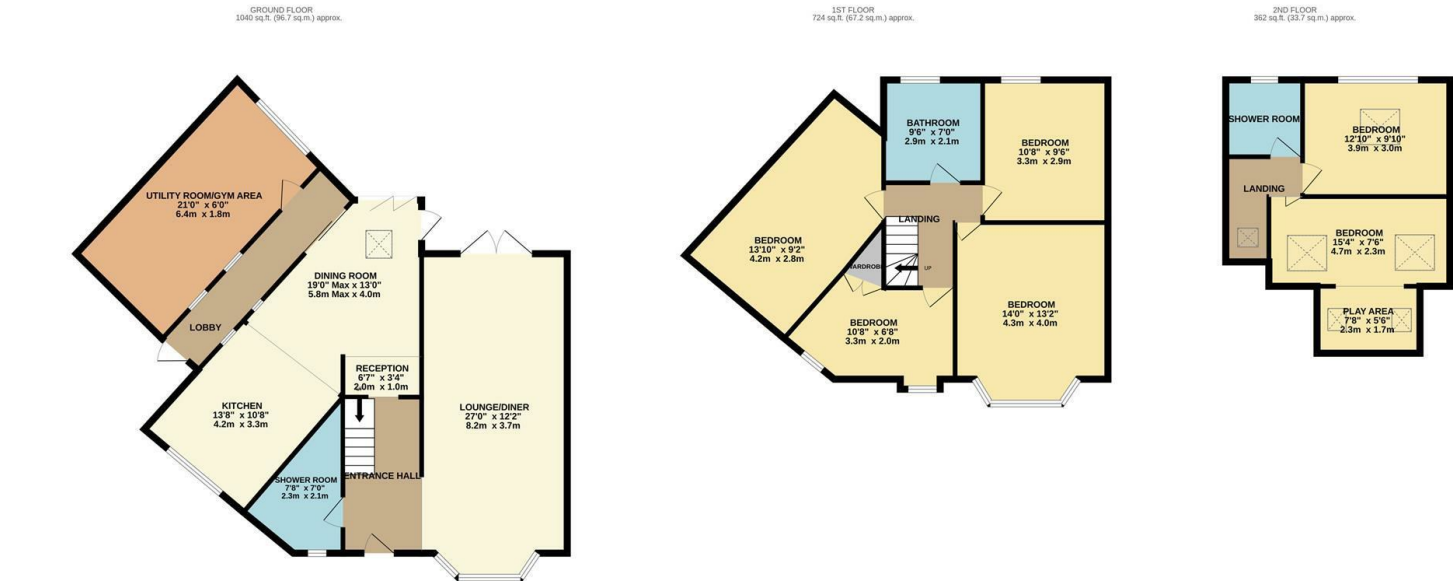 GROUND FLOOR
1040 sq.ft. (96.7 sq.m.) approx.
UTILITY ROOM/GYM AREA
21'0" x 6'0"
6.4m x 1.8m
DINING ROOM
19'0" Max x 13'0"
5.8m Max x 4.0m
LOBBY
RECEPTION
6'7" x 3'4"
2.0m x 1.0m
KITCHEN
13'8" x 10'8"
4.2m x 3.3m
LOUNGE/DINER
27'0" x 12'2"
8.2m x 3.7m
SHOWER ROOM
7'8" x 7'0"
2.3m x 2.1m
ENTRANCE HALL
1ST FLOOR
724 sq.ft. (67.2 sq.m.) approx.
BATHROOM
9'6" x 7'0"
2.9m x 2.1m
BEDROOM
10'8" x 9'6"
3.3m x 2.9m
LANDING
BEDROOM
13'10" x 9'2"
4.2m x 2.8m
UP
BEDROOM
14'0" x 13'2"
4.3m x 4.0m
BEDROOM
10'8" x 6'8"
3.3m x 2.0m
2ND FLOOR
362 sq.ft. (33.7 sq.m.) approx.
SHOWER ROOM
BEDROOM
12'10" x 9'10"
3.9m x 3.0m
LANDING
BEDROOM
15'4" x 7'6"
4.7m x 2.3m
PLAY AREA
7'8" x 5'6"
2.3m x 1.7m